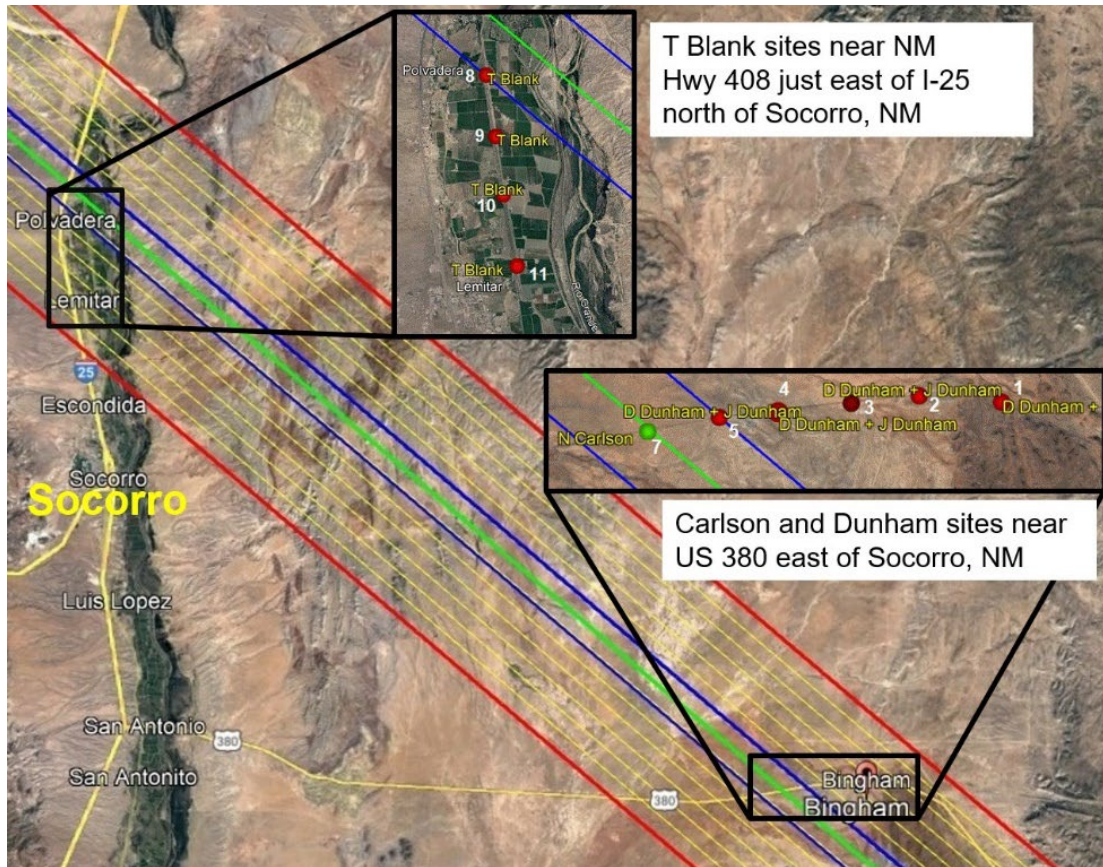 T Blank sites near NM
Hwy 408 just east of I-25
north of Socorro, NM
Polvadera
8
T Blank
9
T Blank
T Blank
10
T Blank
11
Lemitar
Rio Grande
Polvadera
Lemitar
25
Escondida
Socorro
Socorro
Luis Lopez
San Antonio
380
San Antonito
380
4
D Dunham + J Dunham
1
D Dunham + J Dunham
3
2
D Dunham +
N Carlson
7
5
D Dunham + J Dunham
Carlson and Dunham sites near
US 380 east of Socorro, NM
Bingham
Bingham